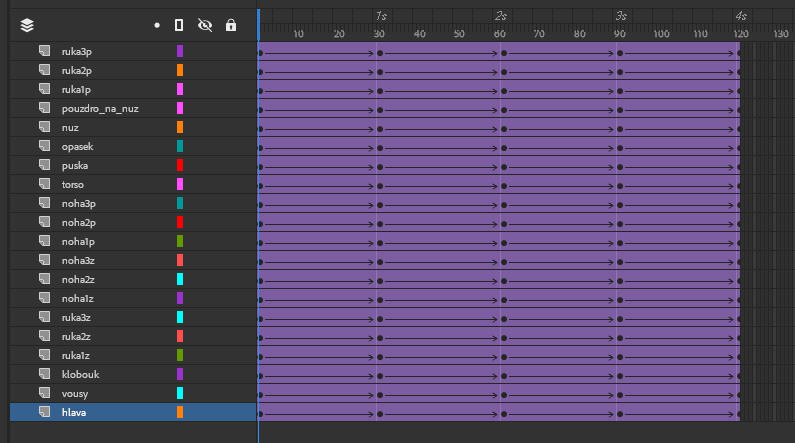 1s 2s 3s 4s
10 20 30 40 50 60 70 80 90 100 110 120 130
ruka3p
ruka2p
ruka1p
pouzdro_na_nuz
nuz
opasek
puska
torso
noha3p
noha2p
noha1p
noha3z
noha2z
noha1z
ruka3z
ruka2z
ruka1z
klobouk
vousy
hlava